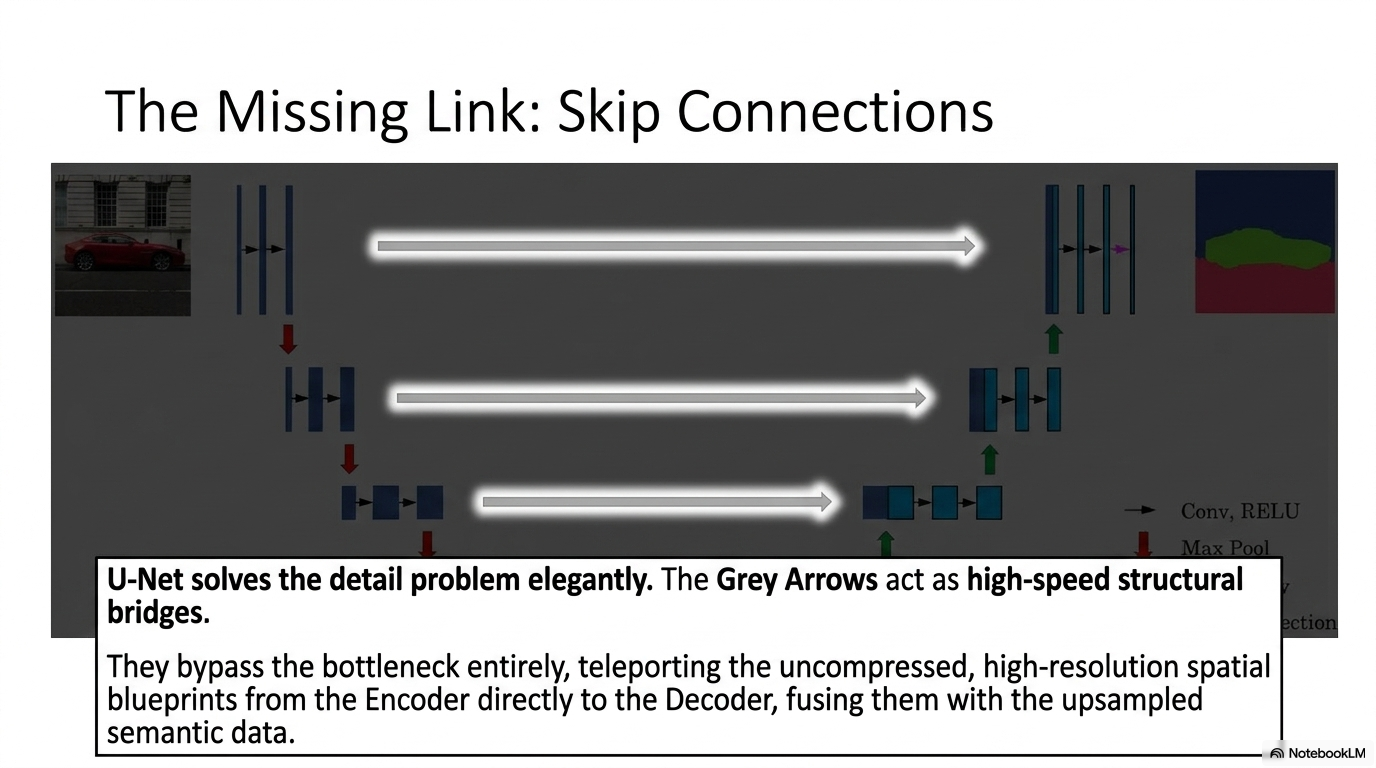 The Missing Link: Skip Connections
Conv, RELU
Max Pool
U-Net solves the detail problem elegantly. The Grey Arrows act as high-speed structural
bridges.
They bypass the bottleneck entirely, teleporting the uncompressed, high-resolution spatial
blueprints from the Encoder directly to the Decoder, fusing them with the upsampled
semantic data.
NotebookLM